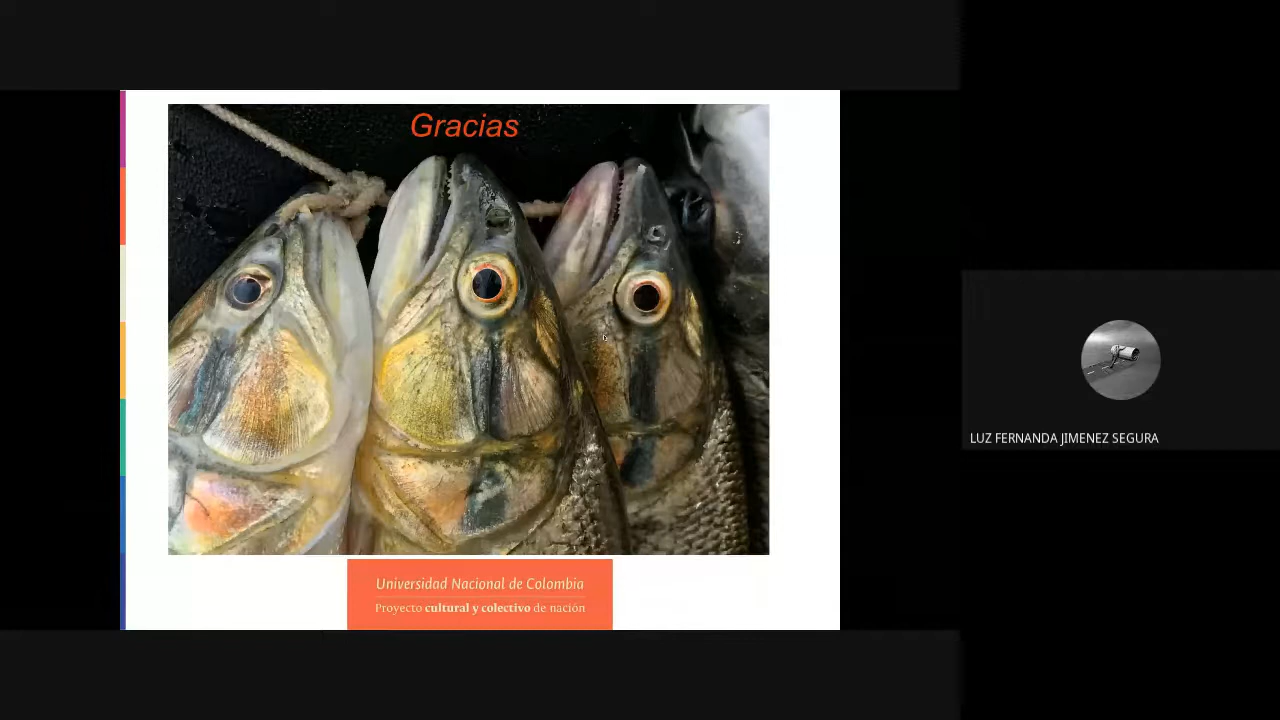 Gracias
Universidad Nacional de Colombia
Proyecto cultural y colectivo de nación
LUZ FERNANDA JIMENEZ SEGURA